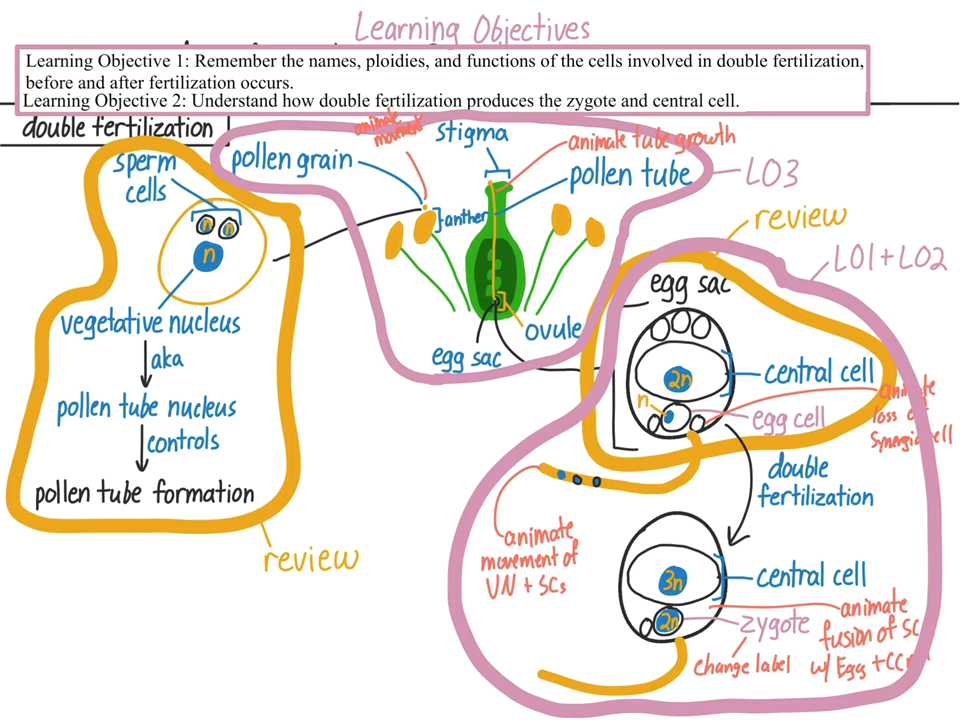 Learning Objectives
Learning Objective 1: Remember the names, ploidies, and functions of the cells involved in double fertilization,
before and after fertilization occurs.
Learning Objective 2: Understand how double fertilization produces the zygote and central cell.
double fertilization
animate
movement
stigma
animate tube growth
pollen grain
pollen tube
LO3
sperm
cells
anther
n n
n
review
LO1+LO2
egg sac
vegetative nucleus
ovule
egg sac
aka
2n
central cell
n
egg cell
animate
loss of
pollen tube nucleus
controls
double
fertilization
pollen tube formation
animate
movement of
VN + SCs
review
3n
central cell
2n
zygote
animate
fusion of SC
w/ Eggs + CC
change label